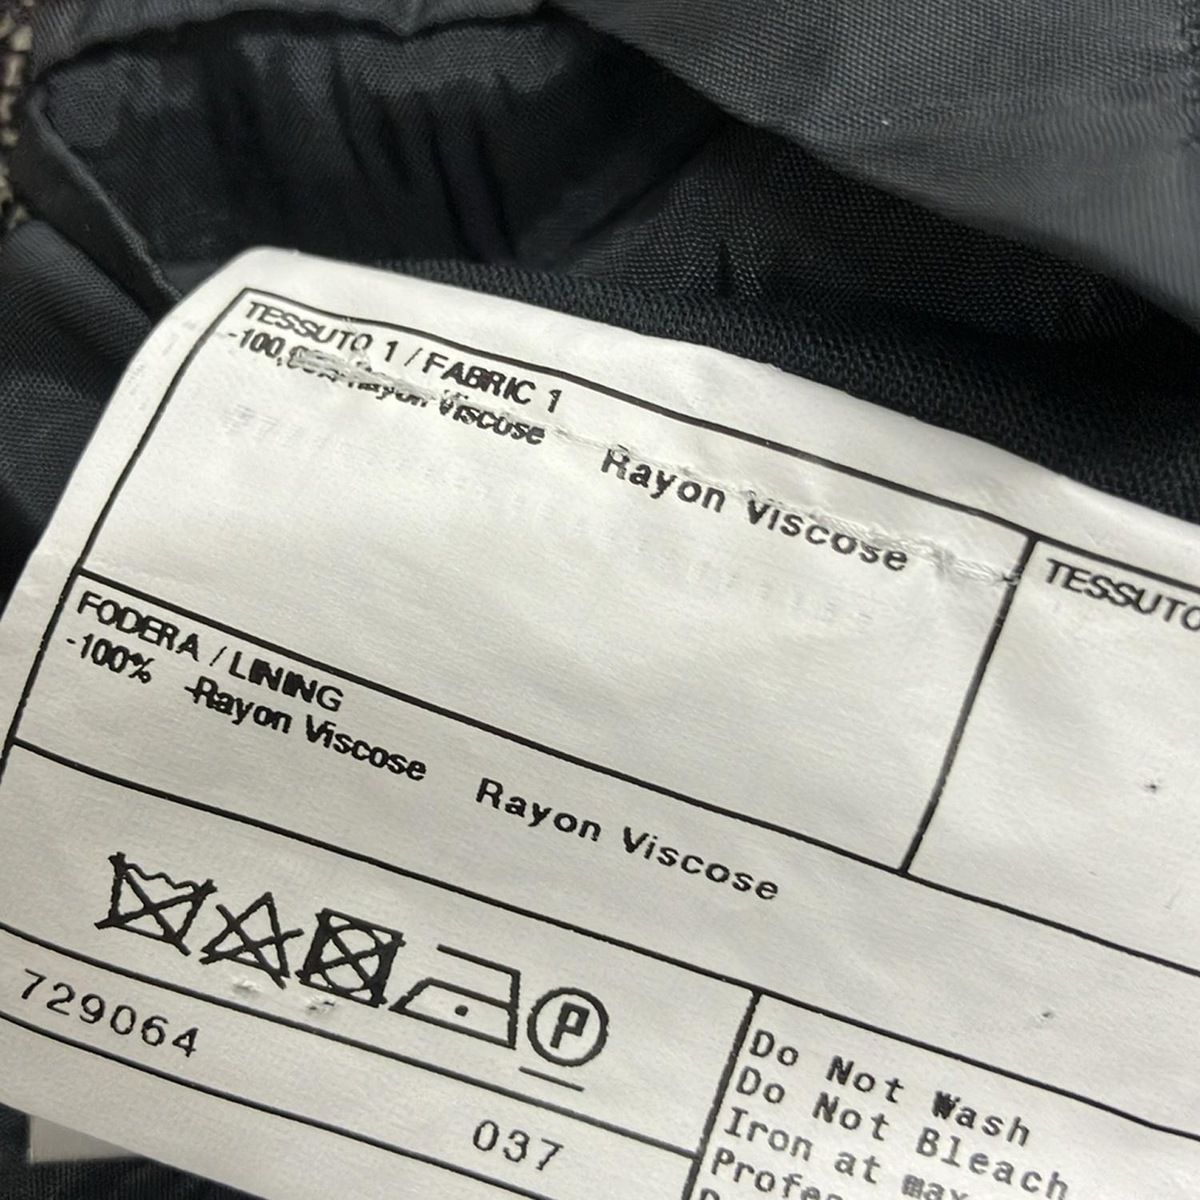 TESSUTO 1 / FABRIC 1
-100, Rayon Viscose Rayon Viscose
TESSUTO
FODERA / LINING
-100% Rayon Viscose Rayon Viscose
P
729064
037
Do Not Wash
Do Not Bleach
Iron at max